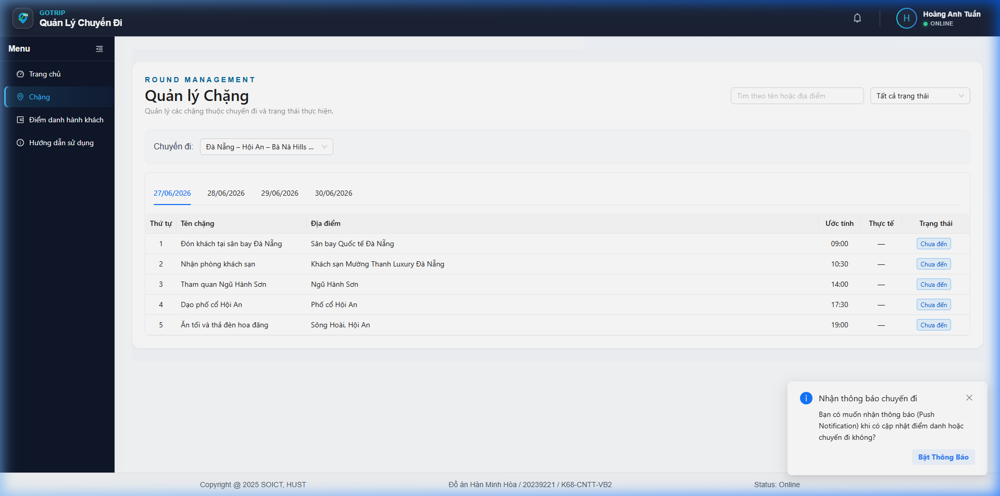 GOTRIP
Quản Lý Chuyến Đi
H
Hoàng Anh Tuấn
ONLINE
Menu
Trang chủ
Chặng
Điểm danh hành khách
Hướng dẫn sử dụng
ROUND MANAGEMENT
Quản lý Chặng
Quản lý các chặng thuộc chuyến đi và trạng thái thực hiện.
Tìm theo tên hoặc địa điểm
Tất cả trạng thái
Chuyến đi: Đà Nẵng – Hội An – Bà Nà Hills ...
27/06/2026 28/06/2026 29/06/2026 30/06/2026
Thứ tự Tên chặng Địa điểm Ước tính Thực tế Trạng thái
1 Đón khách tại sân bay Đà Nẵng Sân bay Quốc tế Đà Nẵng 09:00 — Chưa đến
2 Nhận phòng khách sạn Khách sạn Mường Thanh Luxury Đà Nẵng 10:30 — Chưa đến
3 Tham quan Ngũ Hành Sơn Ngũ Hành Sơn 14:00 — Chưa đến
4 Dạo phố cổ Hội An Phố cổ Hội An 17:30 — Chưa đến
5 Ăn tối và thả đèn hoa đăng Sông Hoài, Hội An 19:00 — Chưa đến
Nhận thông báo chuyến đi
Bạn có muốn nhận thông báo (Push
Notification) khi có cập nhật điểm danh hoặc
chuyến đi không?
Bật Thông Báo
Copyright @ 2025 SOICT, HUST
Đồ án Hàn Minh Hòa / 20239221 / K68-CNTT-VB2
Status: Online